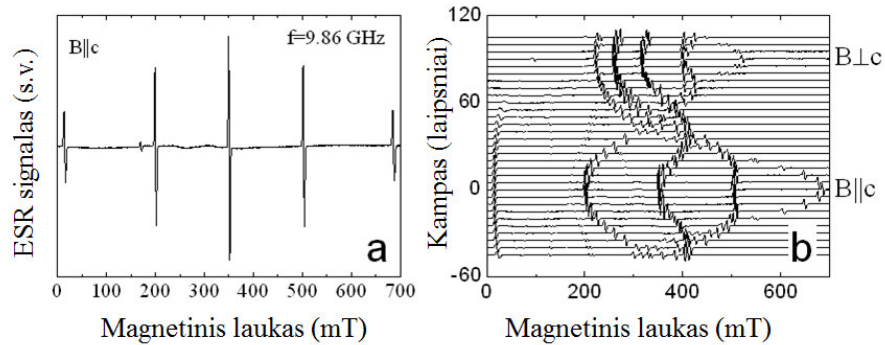 B||c
f=9.86 GHz
ESR signalas (s.v.)
a
0 100 200 300 400 500 600 700
Magnetinis laukas (mT)
120
60
0
-60
Kampas (laipsniai)
B⊥c
B||c
b
0 200 400 600
Magnetinis laukas (mT)